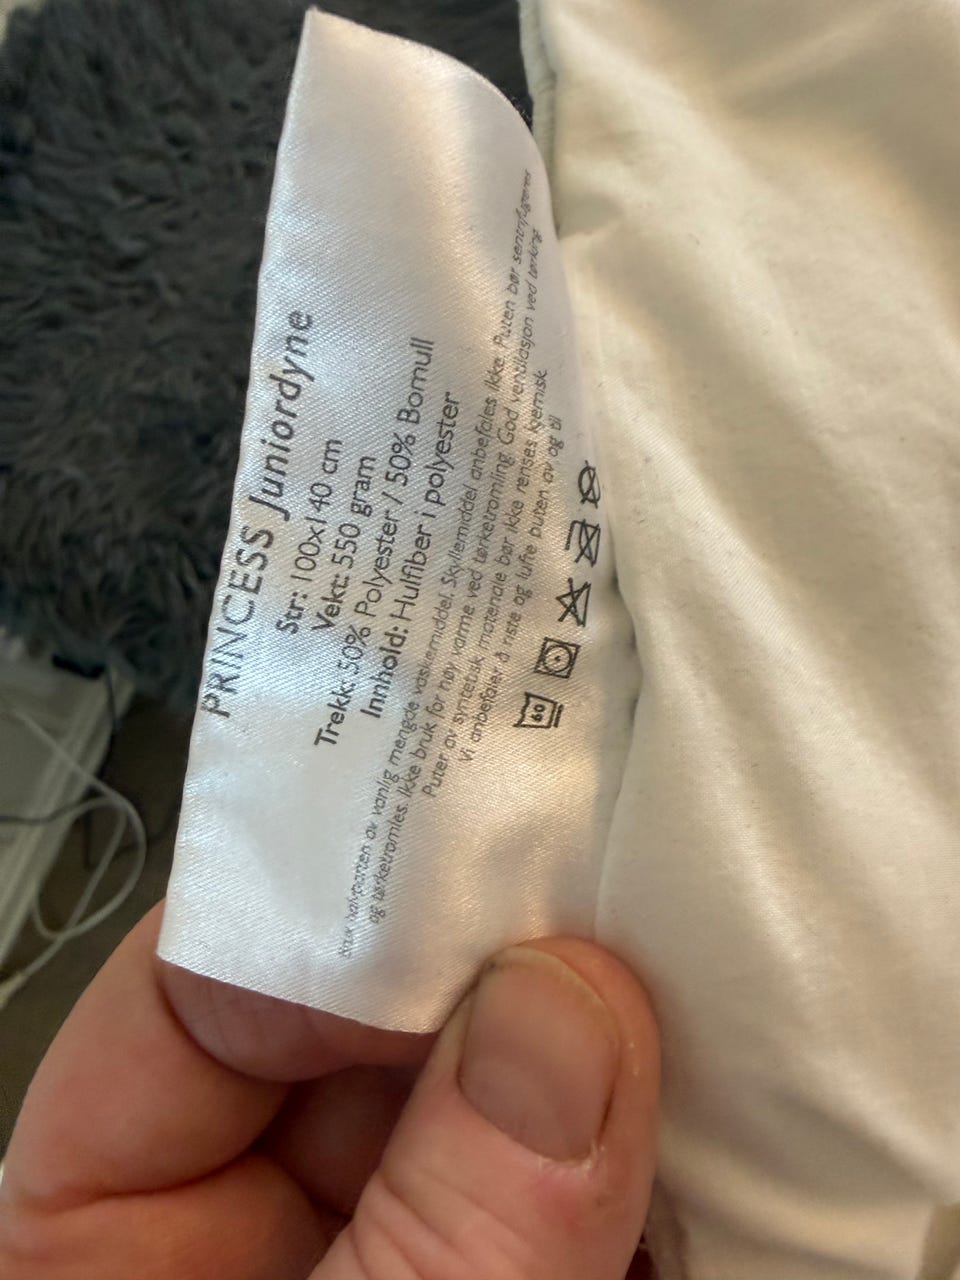 PRINCESS Juniordyne
Str: 100x140 cm
Vekt: 550 gram
Trekk: 50% Polyester / 50% Bomull
Innhold: Hulfiber i polyester
Bruk halvparten av vanlig mengde vaskemiddel. Skyllemiddel anbefales ikke. Puten bør sentrifugeres
og tørketromles. Ikke bruk for høy varme ved tørketromling. God ventilasjon ved tørking.
Puter av syntetisk materiale bør ikke renses kjemisk
Vi anbefaler å riste og lufte puten av og til
60